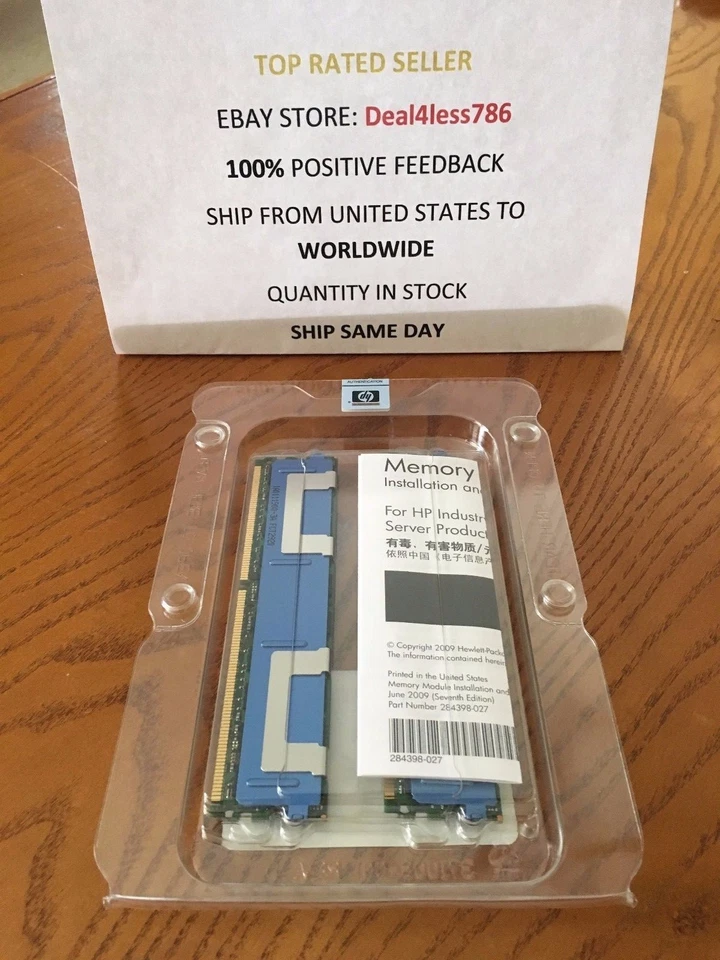 TOP RATED SELLER
EBAY STORE: Deal4less786
100% POSITIVE FEEDBACK
SHIP FROM UNITED STATES TO
WORLDWIDE
QUANTITY IN STOCK
SHIP SAME DAY
AUTHENTICATION
hp
Memory
Installation an
For HP Industr
Server Produc
有毒、有害物质/
依照中国《电子信息
© Copyright 2009 Hewlett-Packa
The information contained herein
Printed in the United States
Memory Module Installation and
June 2009 (Seventh Edition)
Part Number 284398-027
284398-027